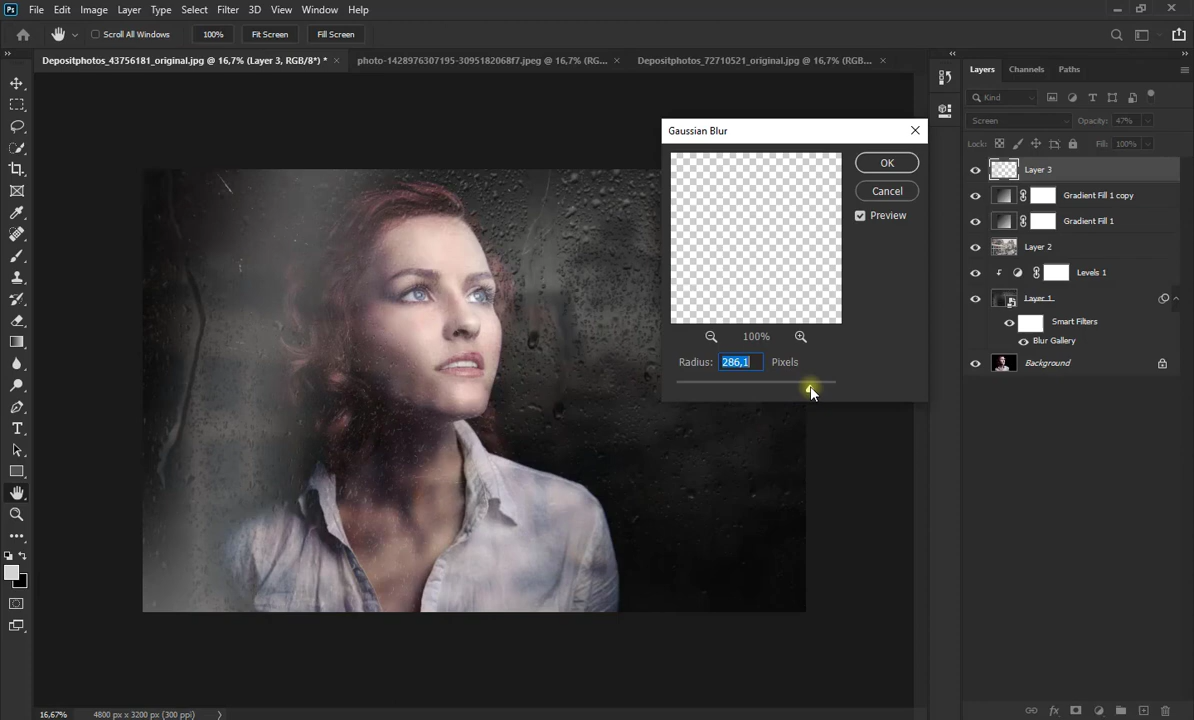 Ps File Edit Image Layer Type Select Filter 3D View Window Help
Scroll All Windows 100% Fit Screen Fill Screen
Depositphotos_43756181_original.jpg @ 16,7% (Layer 3, RGB/8*) * × photo-1428976307195-3095182068f7.jpeg @ 16,7% (RG... × Depositphotos_72710521_original.jpg @ 16,7% (RGB... ×
Layers Channels Paths
Kind
Screen Opacity: 47%
Lock: Fill: 100%
Layer 3
Gradient Fill 1 copy
Gradient Fill 1
Layer 2
Levels 1
Layer 1
Smart Filters
Blur Gallery
Background
Gaussian Blur
OK
Cancel
Preview
100%
Radius: 286,1 Pixels
16,67% 4800 px x 3200 px (300 ppi)